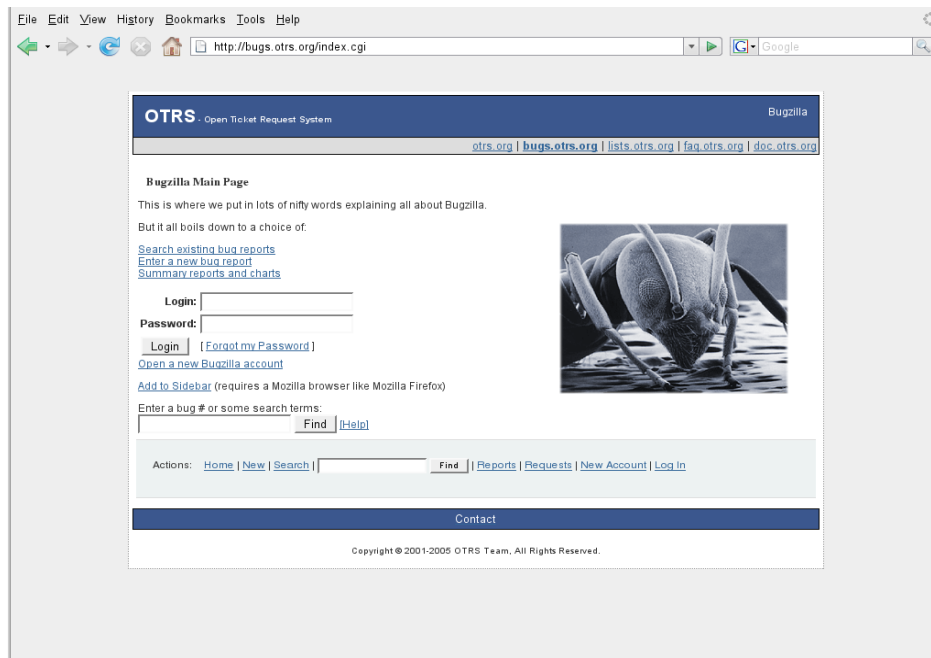 File Edit View History Bookmarks Tools Help
http://bugs.otrs.org/index.cgi
G Google
OTRS - Open Ticket Request System
Bugzilla
otrs.org | bugs.otrs.org | lists.otrs.org | faq.otrs.org | doc.otrs.org
Bugzilla Main Page
This is where we put in lots of nifty words explaining all about Bugzilla.
But it all boils down to a choice of:
Search existing bug reports
Enter a new bug report
Summary reports and charts
Login:
Password:
Login [ Forgot my Password ]
Open a new Bugzilla account
Add to Sidebar (requires a Mozilla browser like Mozilla Firefox)
Enter a bug # or some search terms:
Find [Help]
Actions: Home | New | Search | Find | Reports | Requests | New Account | Log In
Contact
Copyright © 2001-2005 OTRS Team, All Rights Reserved.